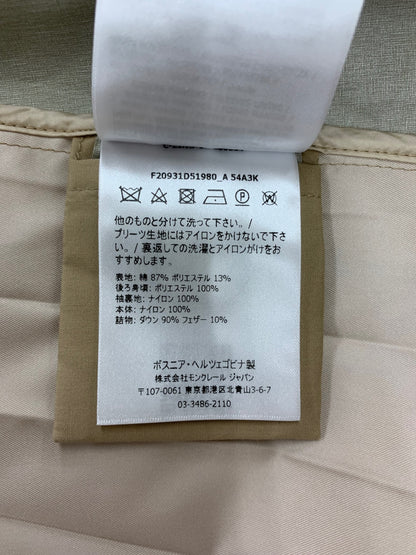 F20931D51980_A 54A3K
他のものと分けて洗って下さい。/
プリーツ生地にはアイロンをかけないで下さ
い。/ 裏返しての洗濯とアイロンがけをおす
すめします。
表地: 綿 87% ポリエステル 13%
後ろ身頃: ポリエステル 100%
袖裏地: ナイロン 100%
本体: ナイロン 100%
詰物: ダウン 90% フェザー 10%
ボスニア・ヘルツェゴビナ製
株式会社モンクレール ジャパン
〒107-0061 東京都港区北青山3-6-7
03-3486-2110